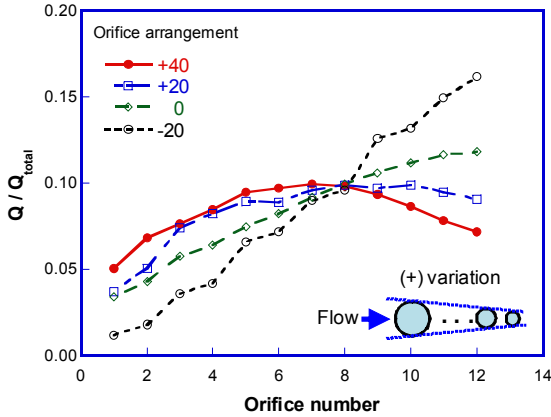 0.20
0.15
0.10
0.05
0.00
Q / Q_total
Orifice arrangement
+40
+20
0
-20
(+) variation
Flow
0 2 4 6 8 10 12 14
Orifice number